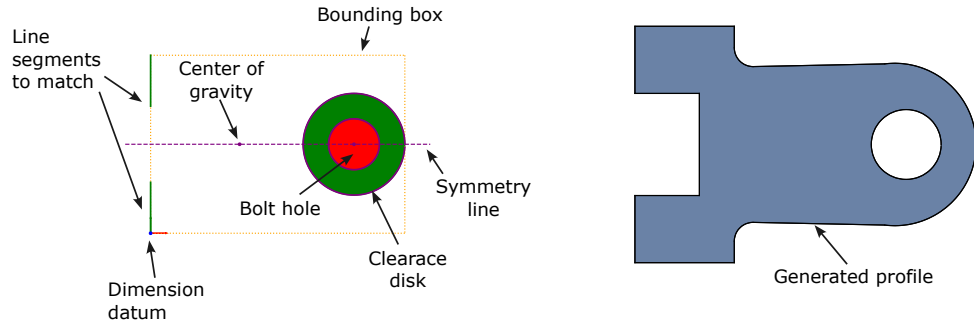 Bounding box
Line
segments
to match
Center of
gravity
Bolt hole
Symmetry
line
Clearace
disk
Dimension
datum
Generated profile